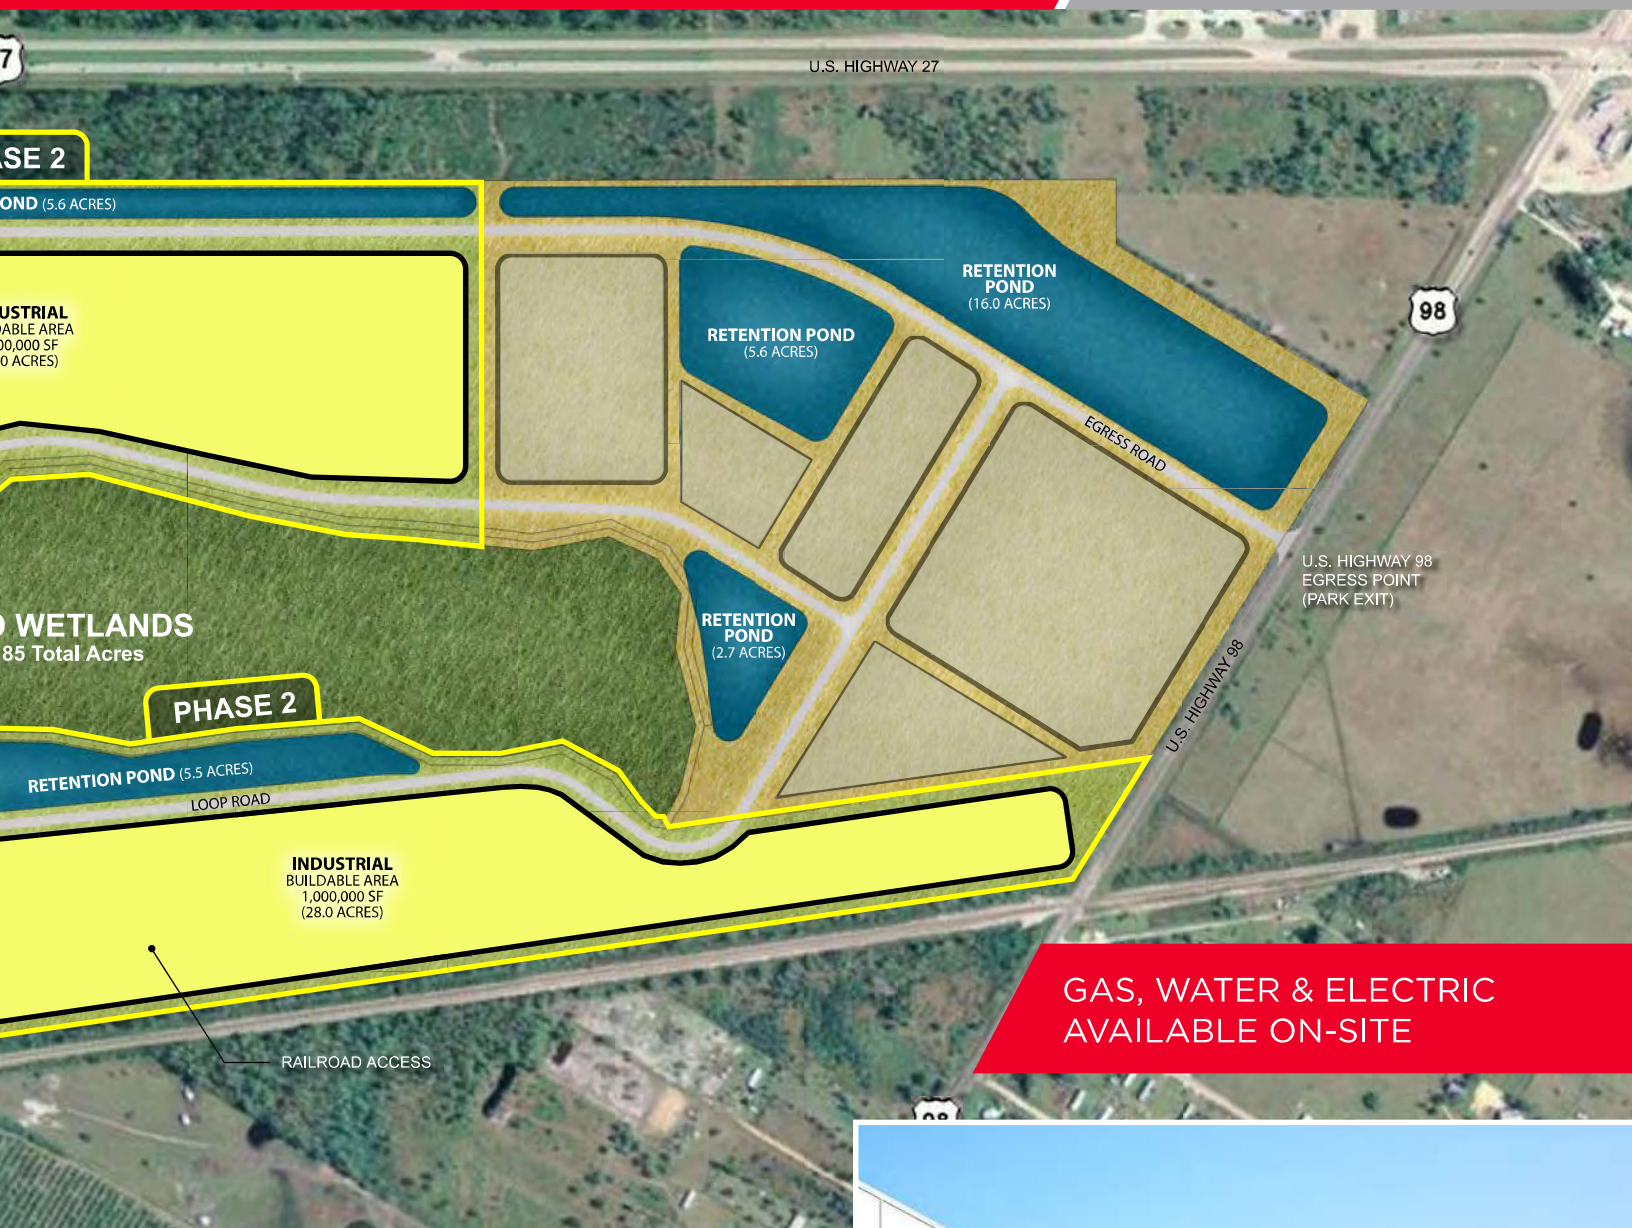 7
U.S. HIGHWAY 27
ASE 2
OND (5.6 ACRES)
RETENTION
POND
(16.0 ACRES)
98
USTRIAL
DABLE AREA
00,000 SF
0 ACRES)
RETENTION POND
(5.6 ACRES)
EGRESS ROAD
U.S. HIGHWAY 98
EGRESS POINT
(PARK EXIT)
WETLANDS
85 Total Acres
RETENTION
POND
(2.7 ACRES)
U.S. HIGHWAY 98
PHASE 2
RETENTION POND (5.5 ACRES)
LOOP ROAD
INDUSTRIAL
BUILDABLE AREA
1,000,000 SF
(28.0 ACRES)
RAILROAD ACCESS
GAS, WATER & ELECTRIC
AVAILABLE ON-SITE
98